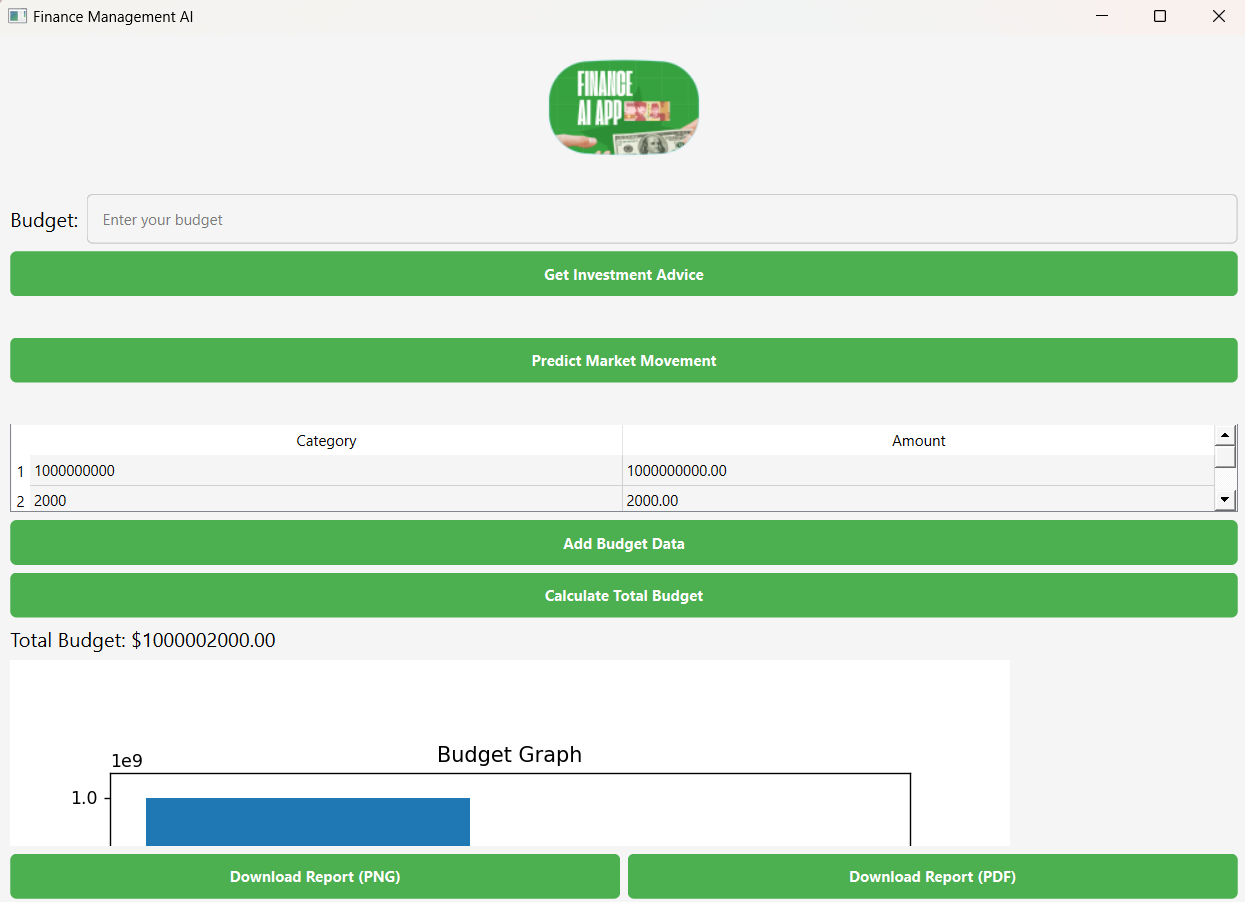 Finance Management AI
FINANCE
AI APP
Budget: Enter your budget
Get Investment Advice
Predict Market Movement
Category Amount
1 1000000000 1000000000.00
2 2000 2000.00
Add Budget Data
Calculate Total Budget
Total Budget: $1000002000.00
Budget Graph
1e9
1.0
Download Report (PNG) Download Report (PDF)